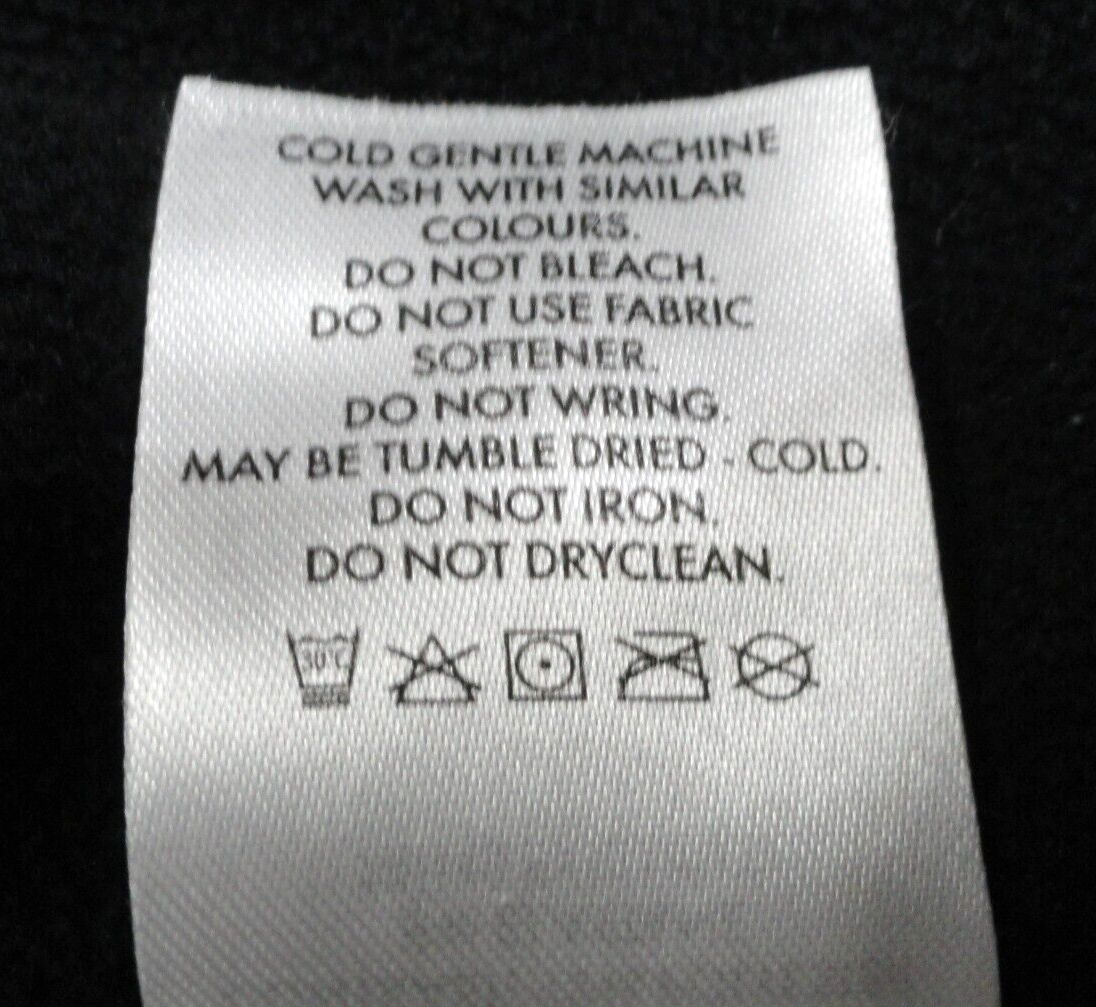 COLD GENTLE MACHINE
WASH WITH SIMILAR
COLOURS.
DO NOT BLEACH.
DO NOT USE FABRIC
SOFTENER.
DO NOT WRING.
MAY BE TUMBLE DRIED - COLD.
DO NOT IRON.
DO NOT DRYCLEAN.
30°C